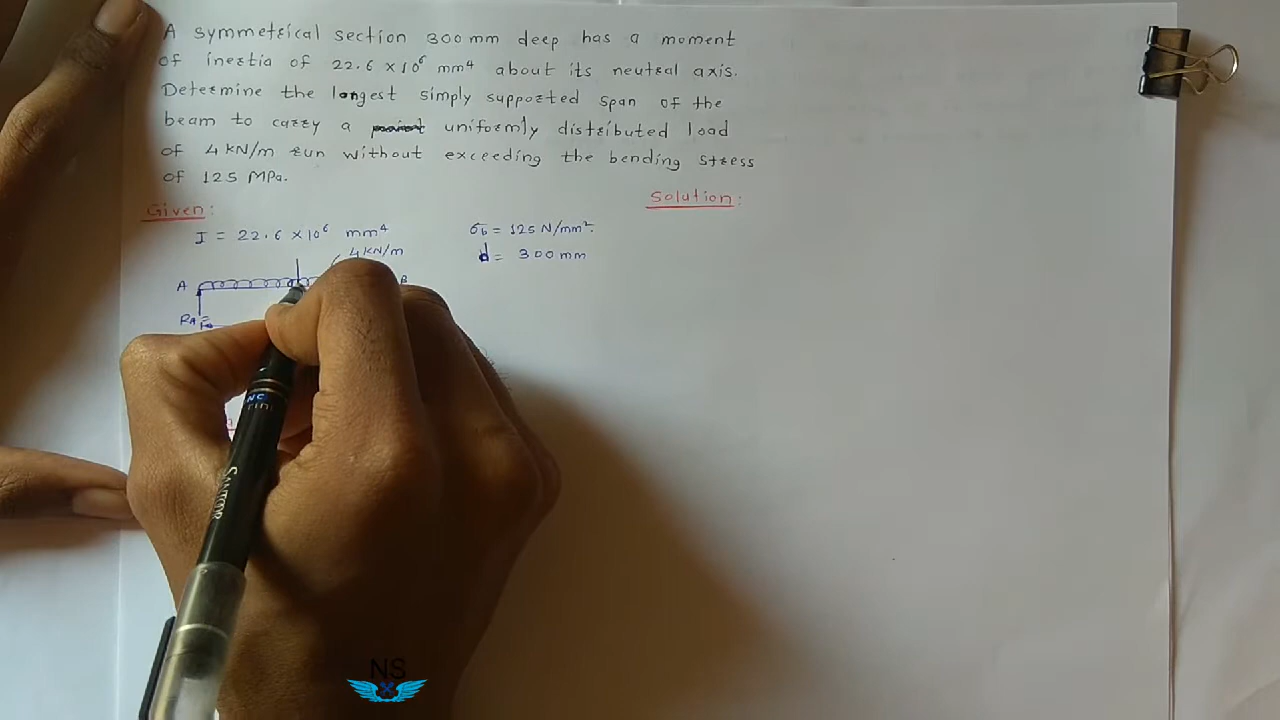 A symmetrical section 300 mm deep has a moment
of inertia of 22.6 × 10⁶ mm⁴ about its neutral axis.
Determine the longest simply supported span of the
beam to carry a uniformly distributed load
of 4 KN/m run without exceeding the bending stress
of 125 MPa.
Given:
Solution:
I = 22.6 × 10⁶ mm⁴
σb = 125 N/mm².
4 KN/m
d = 300 mm
A
B
RA =
NC
SANTOOR
NS